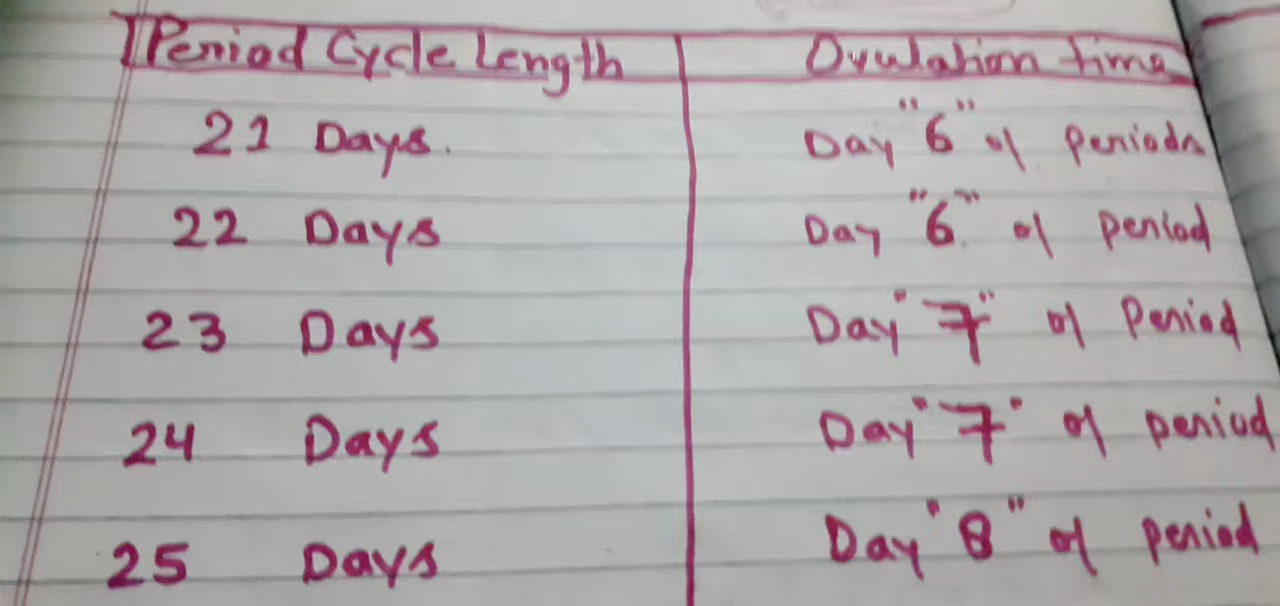 Period Cycle Length Ovulation time
21 Days. Day "6" of periods
22 Days Day "6" of period
23 Days Day "7" of Period
24 Days Day "7" of period
25 Days Day "8" of period